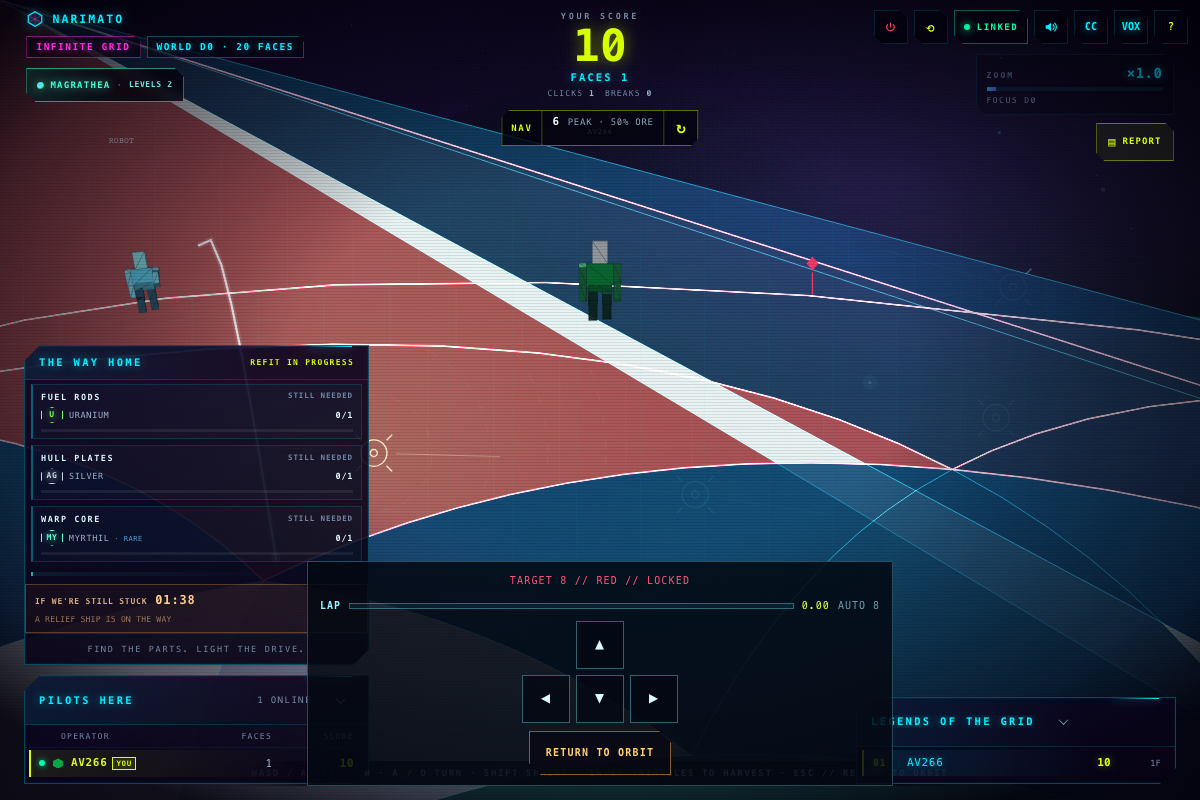 NARIMATO
INFINITE GRID
WORLD D0 · 20 FACES
MAGRATHEA · LEVELS 2
YOUR SCORE
10
FACES 1
CLICKS 1 BREAKS 0
NAV
6 PEAK · 50% ORE
AV266
↻
LINKED
CC
VOX
?
ZOOM ×1.0
FOCUS D0
REPORT
ROBOT
THE WAY HOME
REFIT IN PROGRESS
FUEL RODS STILL NEEDED
U URANIUM 0/1
HULL PLATES STILL NEEDED
AG SILVER 0/1
WARP CORE STILL NEEDED
MY MYRTHIL · RARE 0/1
IF WE'RE STILL STUCK 01:38
A RELIEF SHIP IS ON THE WAY
FIND THE PARTS. LIGHT THE DRIVE.
TARGET 8 // RED // LOCKED
LAP 0.00 AUTO 8
▲
◀ ▼ ▶
RETURN TO ORBIT
PILOTS HERE 1 ONLINE
OPERATOR FACES SCORE
AV266 YOU 1 10
LEGENDS OF THE GRID
01 AV266 10 1F